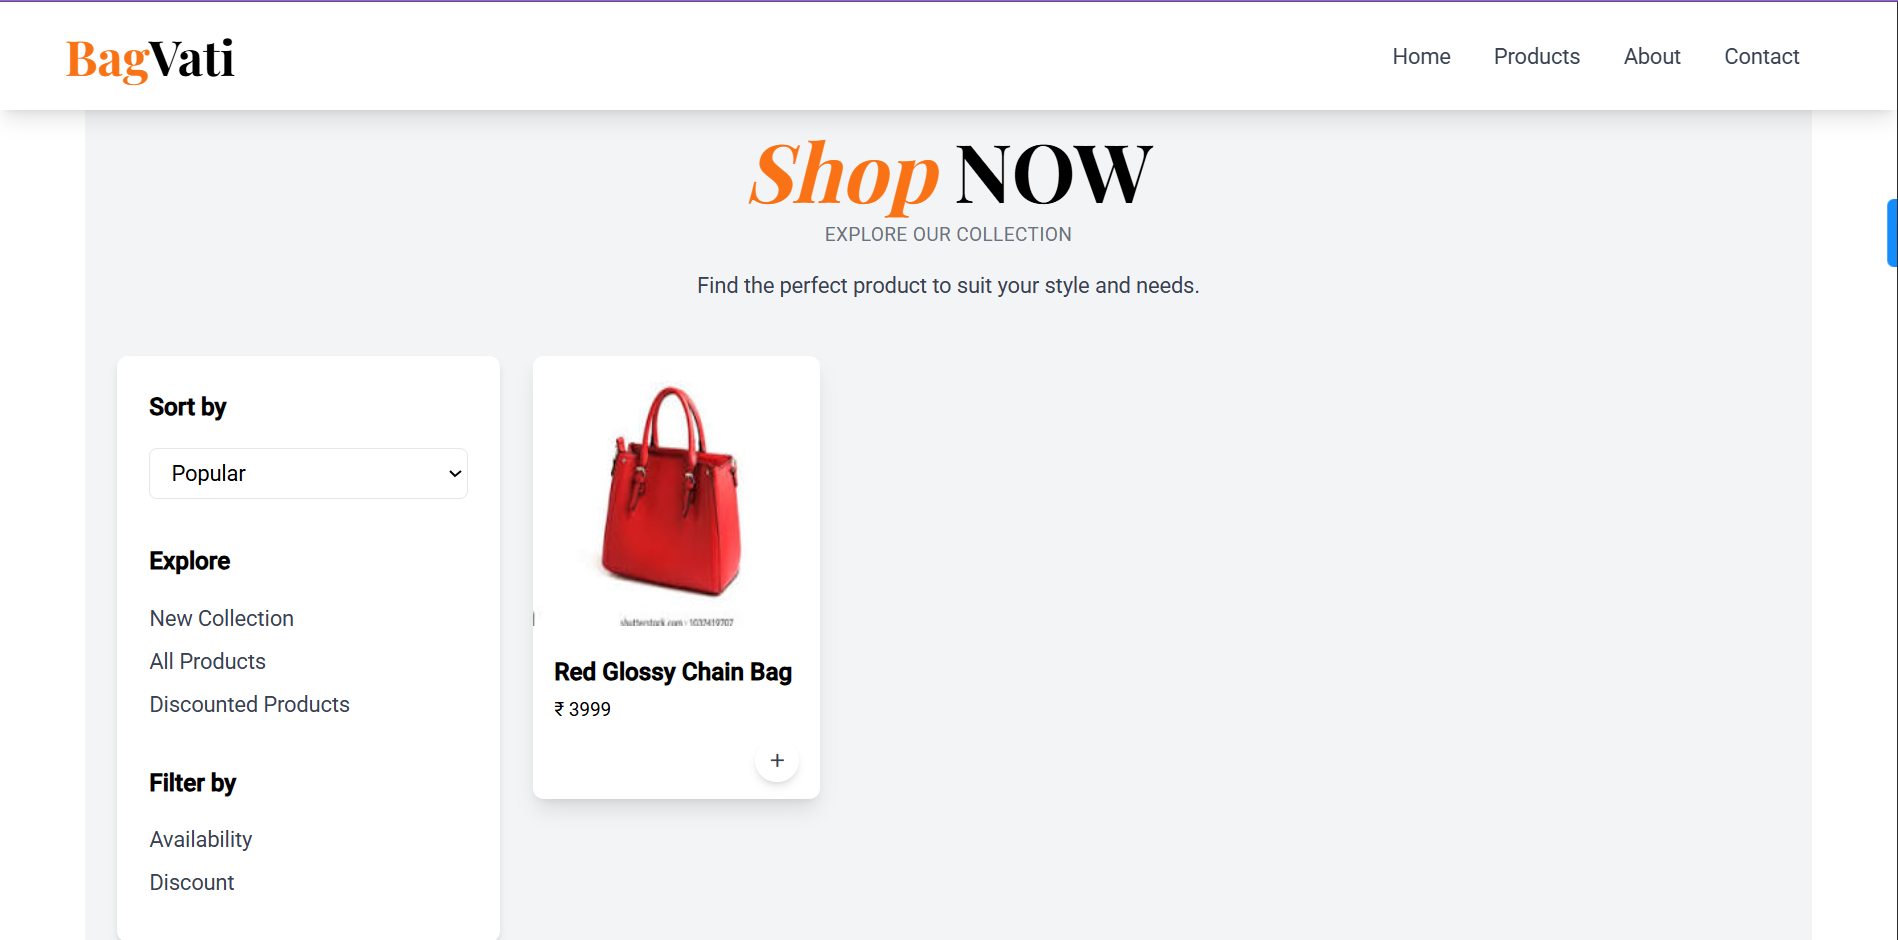 BagVati
Home Products About Contact
Shop NOW
EXPLORE OUR COLLECTION
Find the perfect product to suit your style and needs.
Sort by
Popular
Explore
New Collection
All Products
Discounted Products
Filter by
Availability
Discount
shutterstock.com · 1037419707
Red Glossy Chain Bag
₹ 3999
+